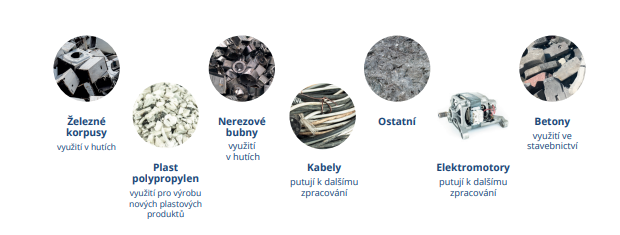 Železné
korpusy
využití v hutích
Plast
polypropylen
využití pro výrobu
nových plastových
produktů
Nerezové
bubny
využití
v hutích
Kabely
putují k dalšímu
zpracování
Ostatní
Elektromotory
putují k dalšímu
zpracování
Betony
využití ve
stavebnictví